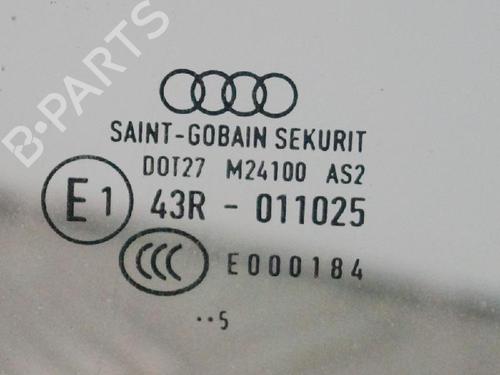 B-PARTS
SAINT-GOBAIN SEKURIT
DOT27 M24100 AS2
E1 43R - 011025
CCC E000184
··5